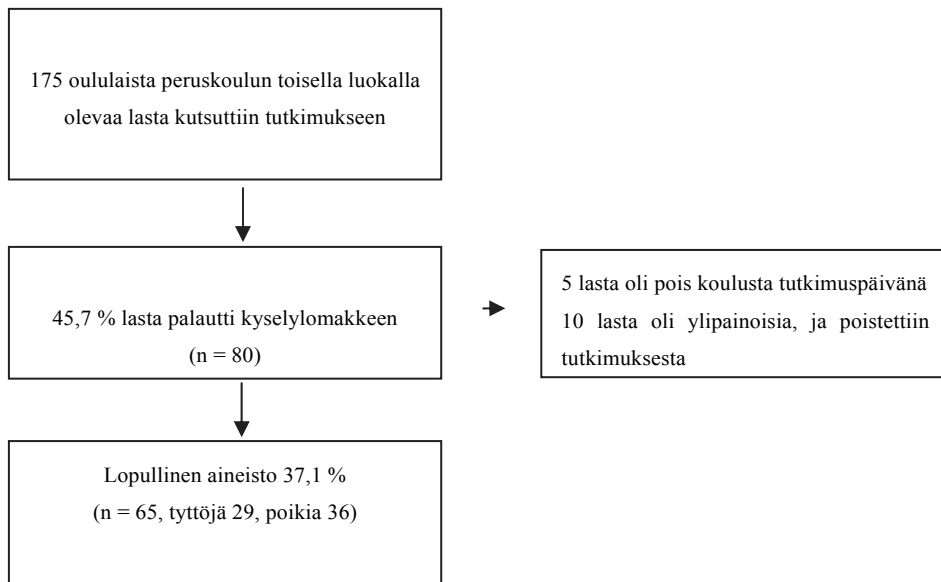 175 oululaista peruskoulun toisella luokalla
olevaa lasta kutsuttiin tutkimukseen
45,7 % lasta palautti kyselylomakkeen
(n = 80)
5 lasta oli pois koulusta tutkimuspäivänä
10 lasta oli ylipainoisia, ja poistettiin
tutkimuksesta
Lopullinen aineisto 37,1 %
(n = 65, tyttöjä 29, poikia 36)